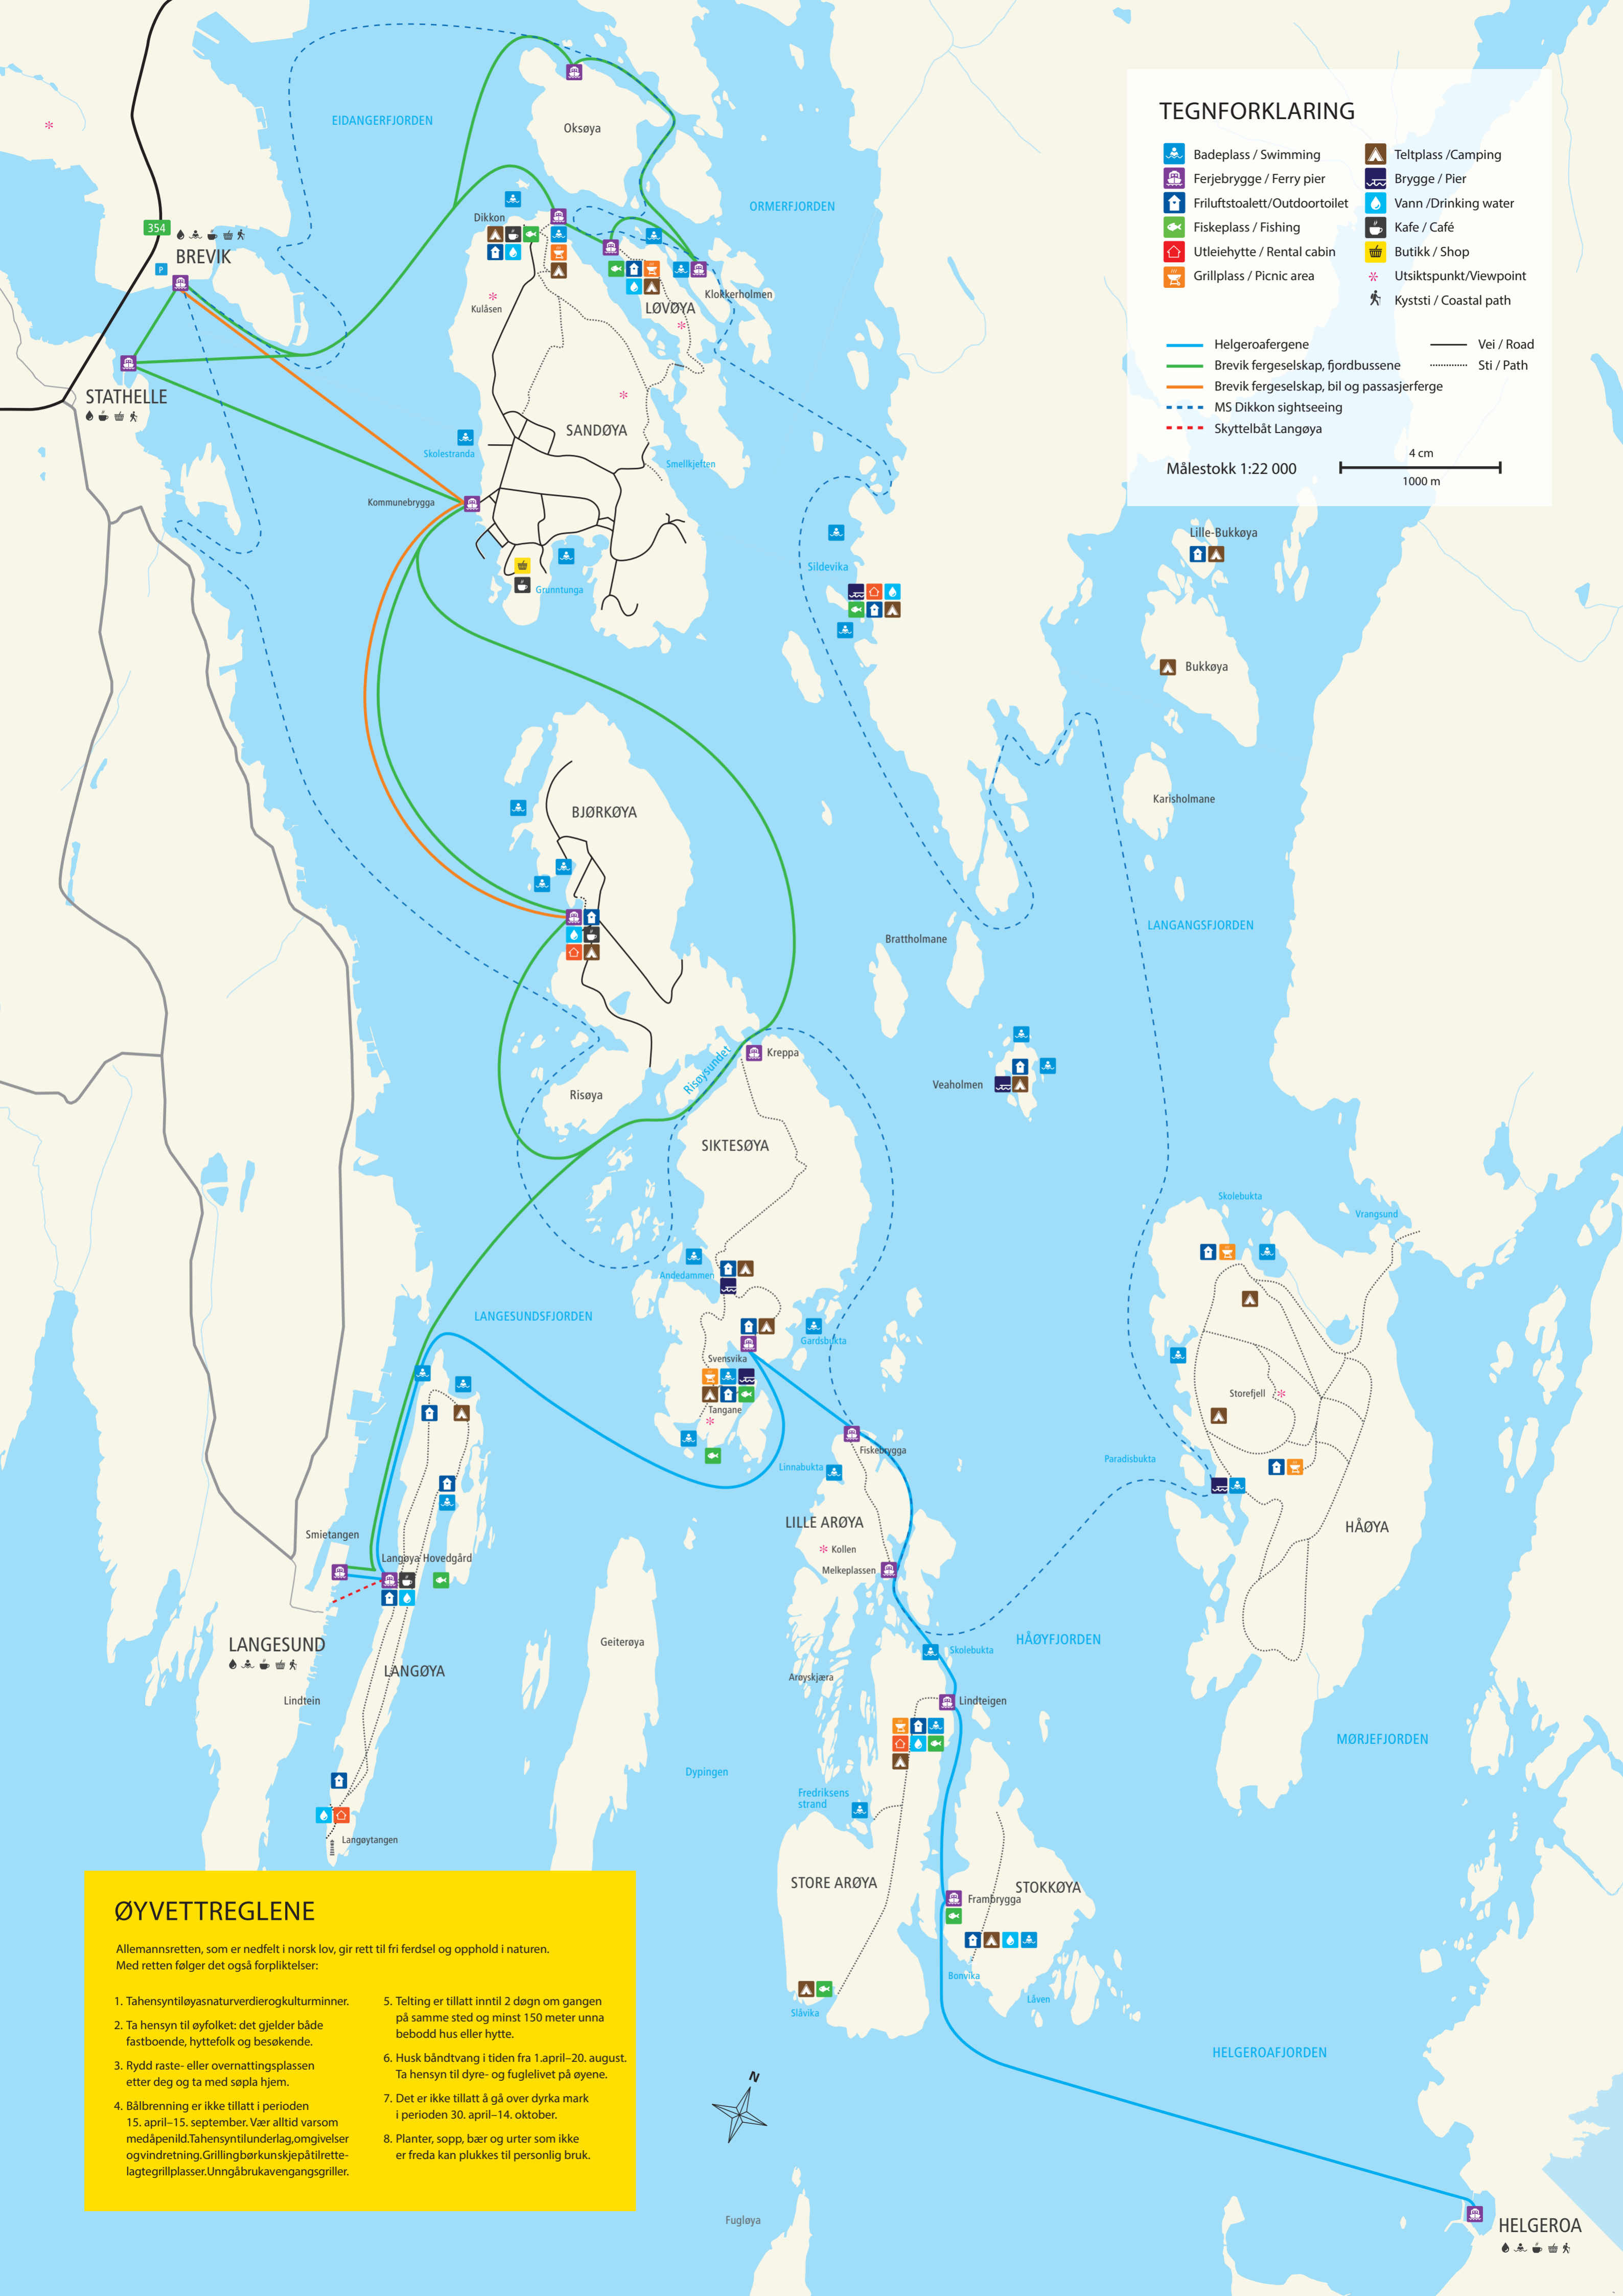 EIDANGERFJORDEN
Oksøya
ORMERFJORDEN
Dikkon
354
BREVIK
P
Kulåsen
Klokkerholmen
LØVØYA
STATHELLE
SANDØYA
Skolestranda
Smellkjeften
Kommunebrygga
Grunntunga
Sildevika
TEGNFORKLARING
Badeplass / Swimming
Ferjebrygge / Ferry pier
Friluftstoalett/Outdoortoilet
Fiskeplass / Fishing
Utleiehytte / Rental cabin
Grillplass / Picnic area
Teltplass /Camping
Brygge / Pier
Vann /Drinking water
Kafe / Café
Butikk / Shop
Utsiktspunkt/Viewpoint
Kyststi / Coastal path
Helgeroafergene
Brevik fergeselskap, fjordbussene
Brevik fergeselskap, bil og passasjerferge
MS Dikkon sightseeing
Skyttelbåt Langøya
Vei / Road
Sti / Path
Målestokk 1:22 000
4 cm
1000 m
Lille-Bukkøya
Bukkøya
Karisholmane
BJØRKØYA
LANGANGSFJORDEN
Brattholmane
Kreppa
Risøysundet
Veaholmen
Risøya
SIKTESØYA
Skolebukta
Vrangsund
Andedammen
LANGESUNDSFJORDEN
Gardsbukta
Svensvika
Tangane
Storefjell
Fiskebrygga
Linnabukta
Paradisbukta
LILLE ARØYA
HÅØYA
Smietangen
Langøya Hovedgård
Kollen
Melkeplassen
LANGESUND
Geiterøya
HÅØYFJORDEN
Skolebukta
LANGØYA
Arøyskjæra
Lindtein
Lindteigen
MØRJEFJORDEN
Dypingen
Fredriksens
strand
Langøytangen
STORE ARØYA
STOKKØYA
Frambrygga
Bonvika
Låven
Slåvika
HELGEROAFJORDEN
N
Fugløya
HELGEROA
ØYVETTREGLENE
Allemannsretten, som er nedfelt i norsk lov, gir rett til fri ferdsel og opphold i naturen.
Med retten følger det også forpliktelser:
1. Tahensyntiløyasnaturverdierogkulturminner.
2. Ta hensyn til øyfolket: det gjelder både
fastboende, hyttefolk og besøkende.
3. Rydd raste- eller overnattingsplassen
etter deg og ta med søpla hjem.
4. Bålbrenning er ikke tillatt i perioden
15. april–15. september. Vær alltid varsom
medåpenild.Tahensyntilunderlag,omgivelser
ogvindretning.Grillingbørkunskjepåtilrette-
lagtegrillplasser.Unngåbrukavengangsgriller.
5. Telting er tillatt inntil 2 døgn om gangen
på samme sted og minst 150 meter unna
bebodd hus eller hytte.
6. Husk båndtvang i tiden fra 1.april–20. august.
Ta hensyn til dyre- og fuglelivet på øyene.
7. Det er ikke tillatt å gå over dyrka mark
i perioden 30. april–14. oktober.
8. Planter, sopp, bær og urter som ikke
er freda kan plukkes til personlig bruk.